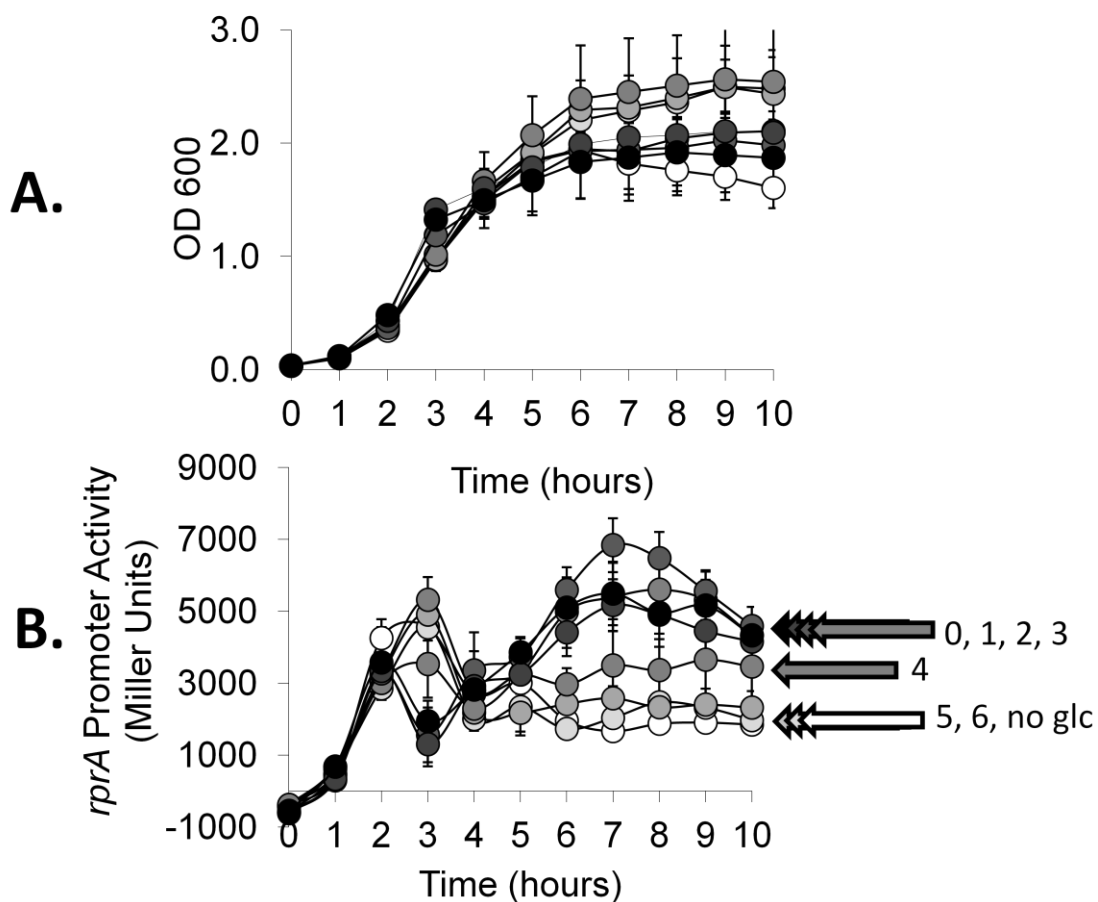 A.
OD 600
3.0
2.0
1.0
0.0
0 1 2 3 4 5 6 7 8 9 10
Time (hours)
B.
rprA Promoter Activity
(Miller Units)
9000
7000
5000
3000
1000
-1000
0 1 2 3 4 5 6 7 8 9 10
Time (hours)
0, 1, 2, 3
4
5, 6, no glc